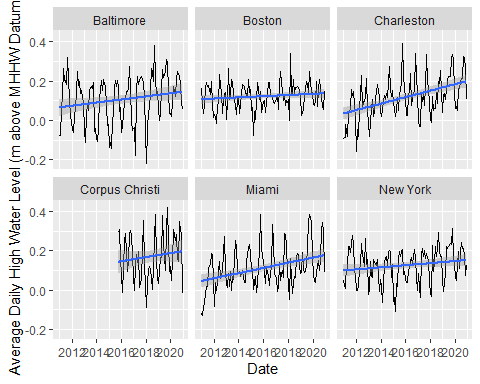 Average Daily High Water Level (m above MHHW Datum
Baltimore Boston Charleston
0.4
0.2
0.0
-0.2
Corpus Christi Miami New York
0.4
0.2
0.0
-0.2
2012 2014 2016 2018 2020 2012 2014 2016 2018 2020 2012 2014 2016 2018 2020
Date